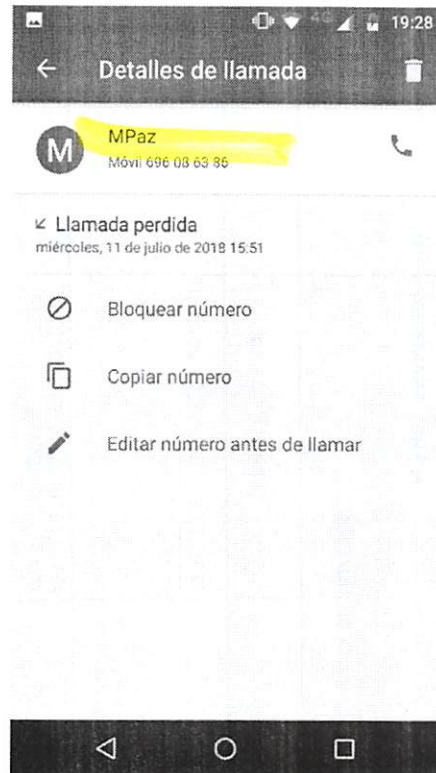 4G 19:28
Detalles de llamada
M
MPaz
Móvil 696 08 63 86
Llamada perdida
miércoles, 11 de julio de 2018 15:51
Bloquear número
Copiar número
Editar número antes de llamar